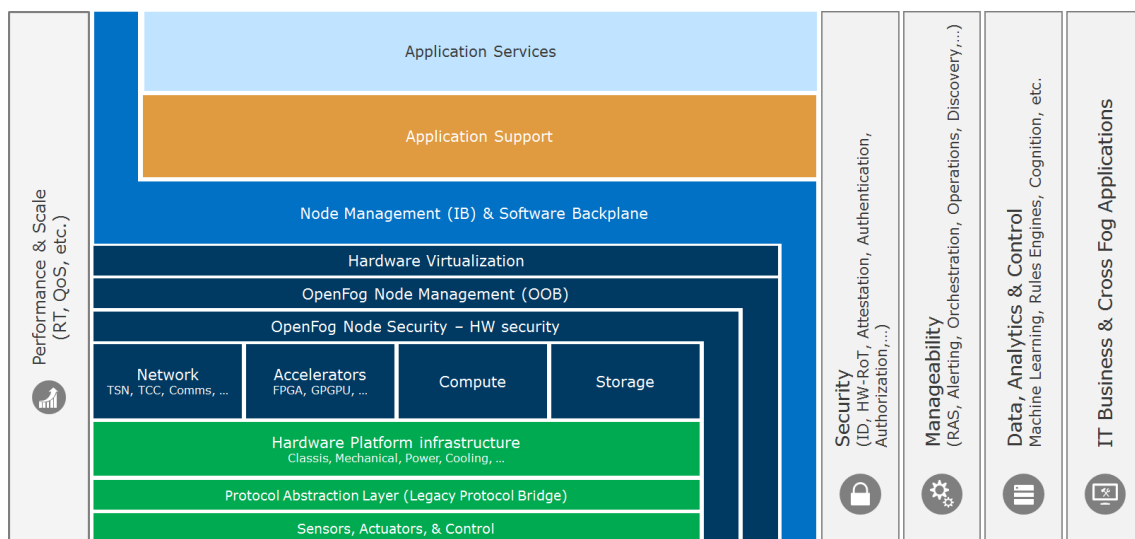 Performance & Scale
(RT, QoS, etc.)
Application Services
Application Support
Node Management (IB) & Software Backplane
Hardware Virtualization
OpenFog Node Management (OOB)
OpenFog Node Security – HW security
Network
TSN, TCC, Comms, ...
Accelerators
FPGA, GPGPU, ...
Compute
Storage
Hardware Platform infrastructure
Classis, Mechanical, Power, Cooling, ...
Protocol Abstraction Layer (Legacy Protocol Bridge)
Sensors, Actuators, & Control
Security
(ID, HW-RoT, Attestation, Authentication,
Authorization,...)
Manageability
(RAS, Alerting, Orchestration, Operations, Discovery,...)
Data, Analytics & Control
Machine Learning, Rules Engines, Cognition, etc.
IT Business & Cross Fog Applications